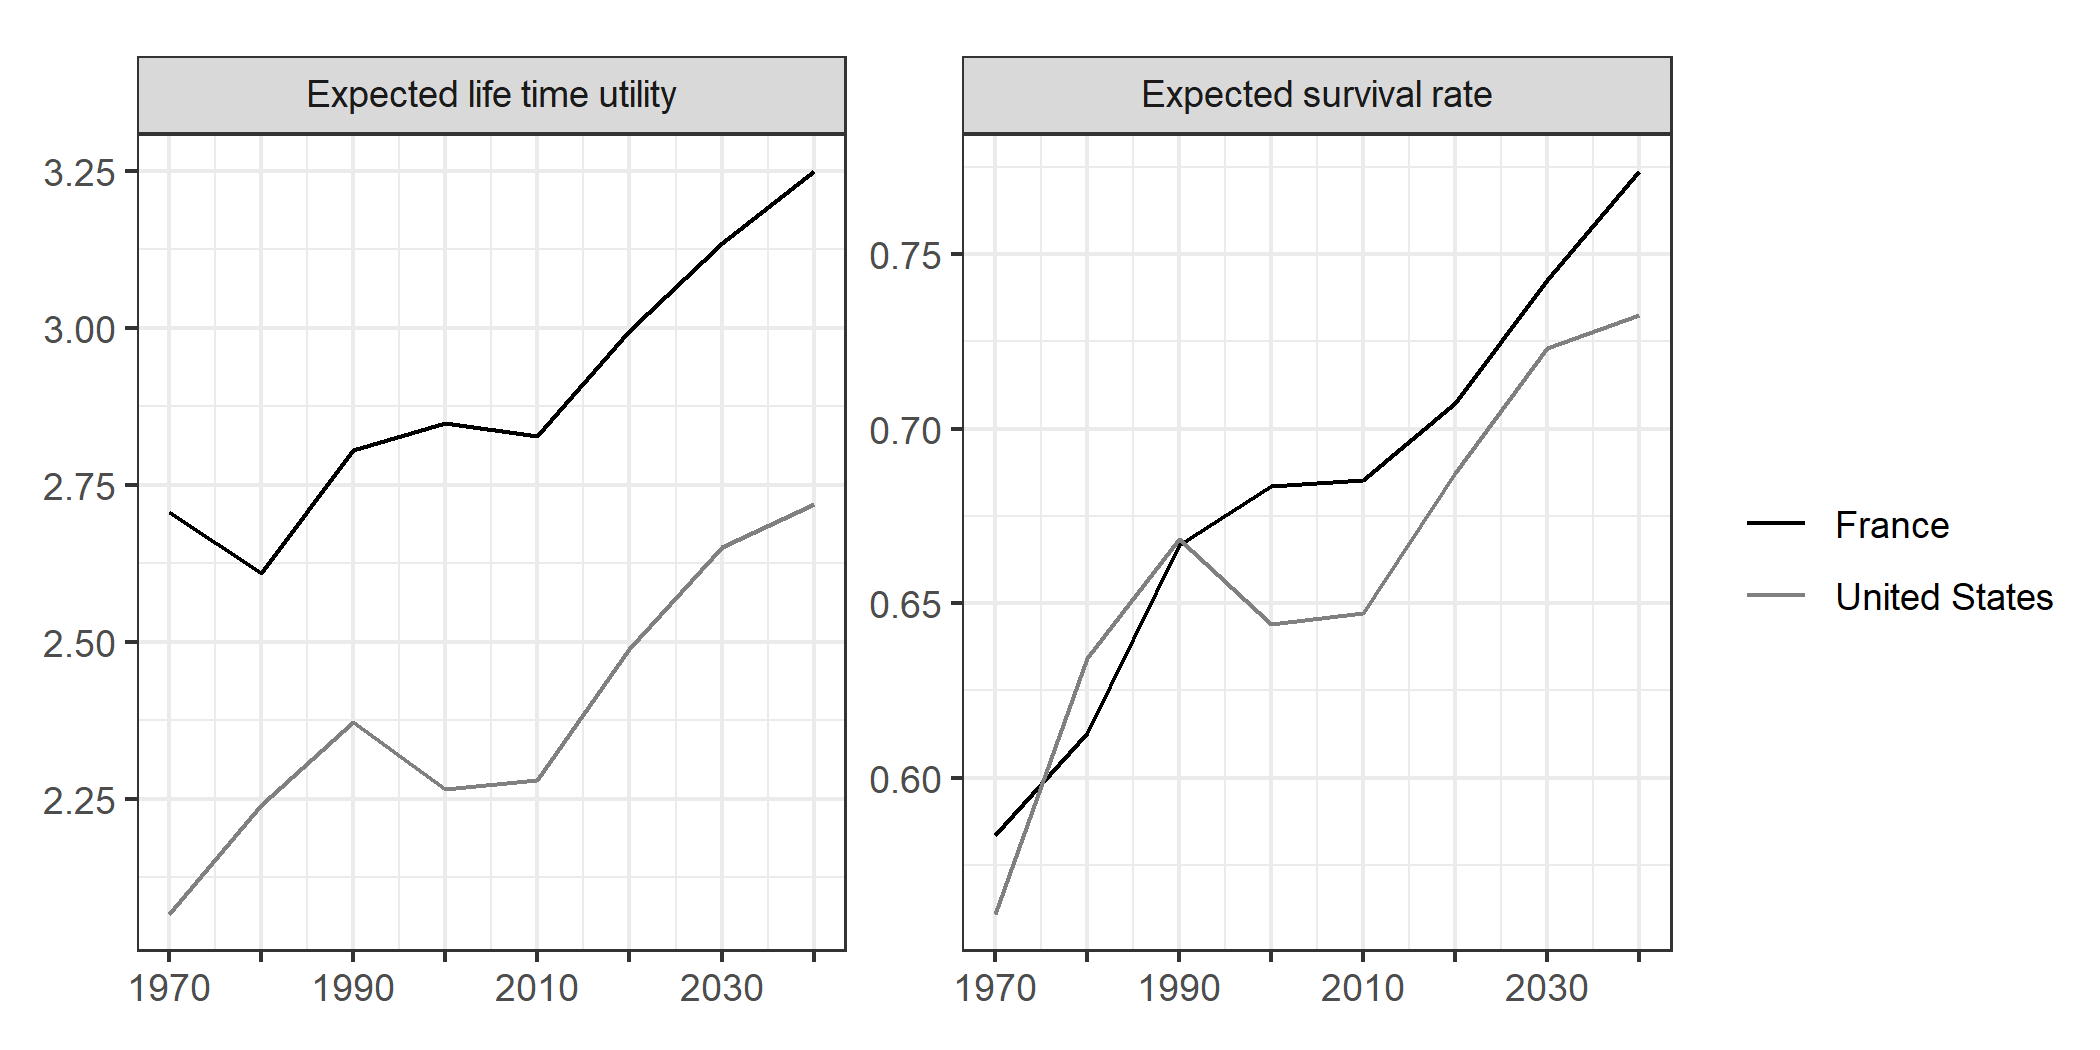 Expected life time utility
Expected survival rate
3.25
3.00
2.75
2.50
2.25
0.75
0.70
0.65
0.60
1970 1990 2010 2030
1970 1990 2010 2030
France
United States